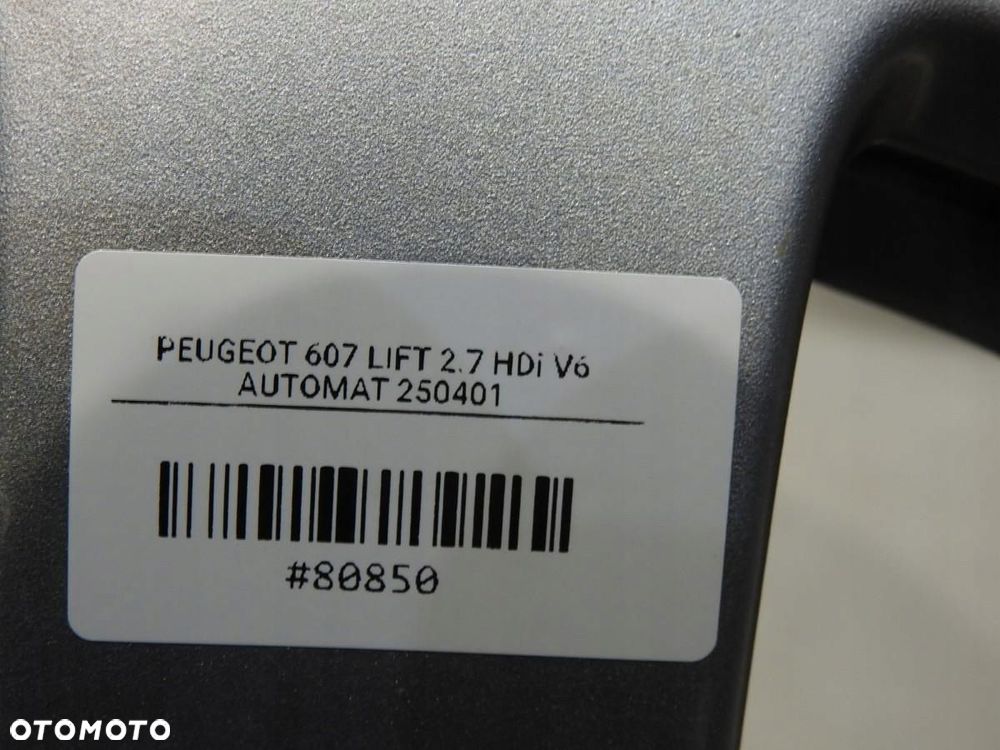 PEUGEOT 607 LIFT 2.7 HDi V6
AUTOMAT 250401
#80850
OTOMOTO